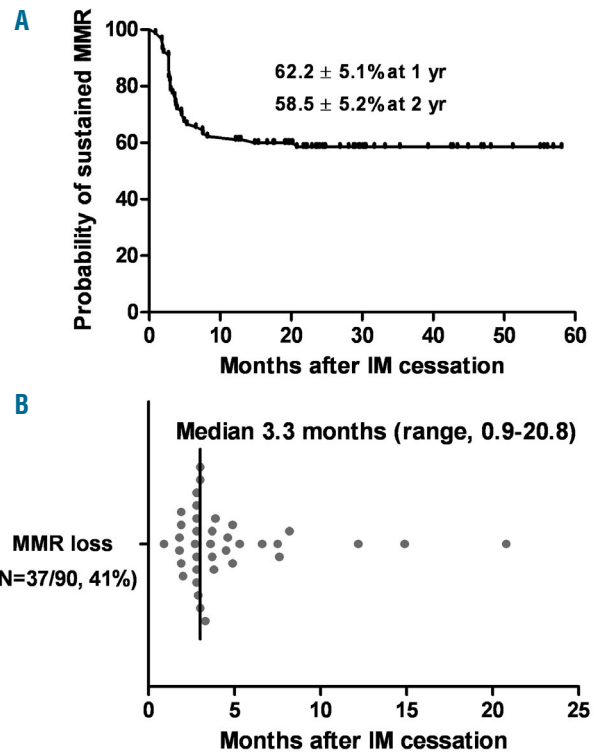 A
Probability of sustained MMR
100
80
60
40
20
0
62.2 ± 5.1% at 1 yr
58.5 ± 5.2% at 2 yr
0 10 20 30 40 50 60
Months after IM cessation
B
Median 3.3 months (range, 0.9-20.8)
MMR loss
N=37/90, 41%)
0 5 10 15 20 25
Months after IM cessation